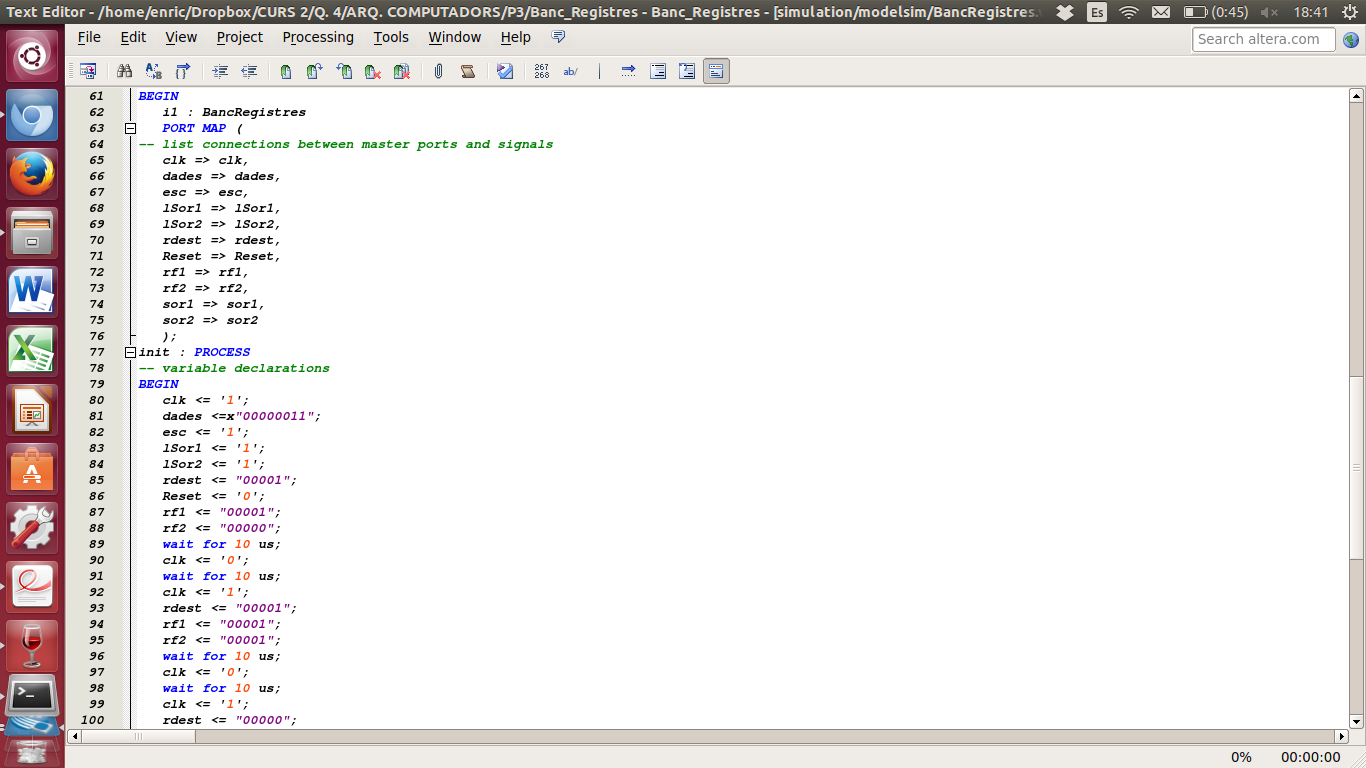 Text Editor - /home/enric/Dropbox/CURS 2/Q. 4/ARQ. COMPUTADORS/P3/Banc_Registres - Banc_Registres - [simulation/modelsim/BancRegistres. Es (0:45) 18:41
File Edit View Project Processing Tools Window Help Search altera.com
267 268 ab/
61 BEGIN
62 i1 : BancRegistres
63 PORT MAP (
64 -- list connections between master ports and signals
65 clk => clk,
66 dades => dades,
67 esc => esc,
68 lSor1 => lSor1,
69 lSor2 => lSor2,
70 rdest => rdest,
71 Reset => Reset,
72 rf1 => rf1,
73 rf2 => rf2,
74 sor1 => sor1,
75 sor2 => sor2
76 );
77 init : PROCESS
78 -- variable declarations
79 BEGIN
80 clk <= '1';
81 dades <=x"00000011";
82 esc <= '1';
83 lSor1 <= '1';
84 lSor2 <= '1';
85 rdest <= "00001";
86 Reset <= '0';
87 rf1 <= "00001";
88 rf2 <= "00000";
89 wait for 10 us;
90 clk <= '0';
91 wait for 10 us;
92 clk <= '1';
93 rdest <= "00001";
94 rf1 <= "00001";
95 rf2 <= "00001";
96 wait for 10 us;
97 clk <= '0';
98 wait for 10 us;
99 clk <= '1';
100 rdest <= "00000";
0% 00:00:00